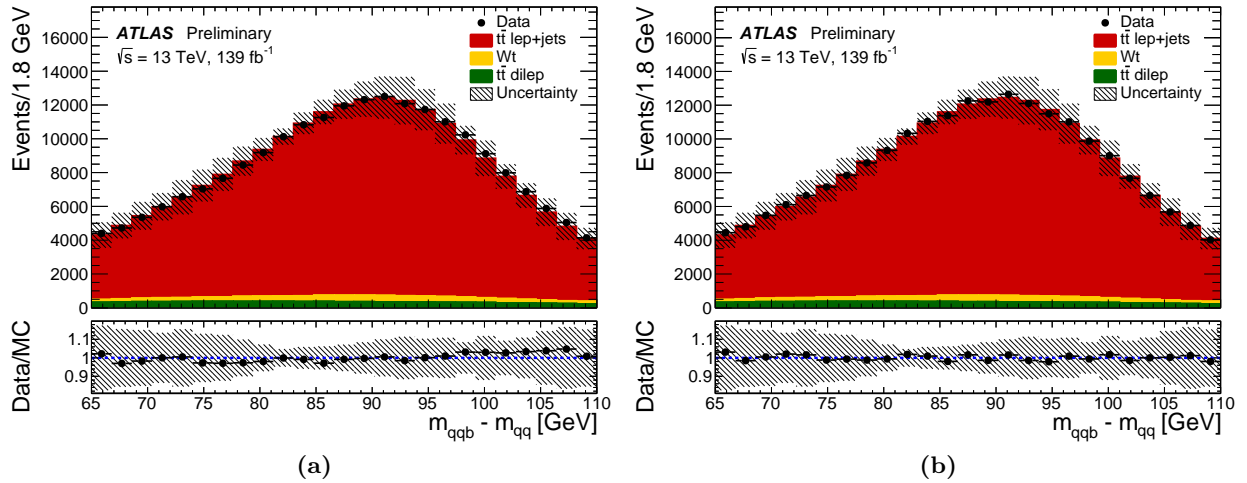 Events/1.8 GeV
16000
14000
12000
10000
8000
6000
4000
2000
0
ATLAS Preliminary
√s = 13 TeV, 139 fb⁻¹
Data
tt̄ lep+jets
Wt
tt̄ dilep
Uncertainty
Data/MC
1.1
1
0.9
65 70 75 80 85 90 95 100 105 110
m_qqb - m_qq [GeV]
(a)
Events/1.8 GeV
16000
14000
12000
10000
8000
6000
4000
2000
0
ATLAS Preliminary
√s = 13 TeV, 139 fb⁻¹
Data
tt̄ lep+jets
Wt
tt̄ dilep
Uncertainty
Data/MC
1.1
1
0.9
65 70 75 80 85 90 95 100 105 110
m_qqb - m_qq [GeV]
(b)